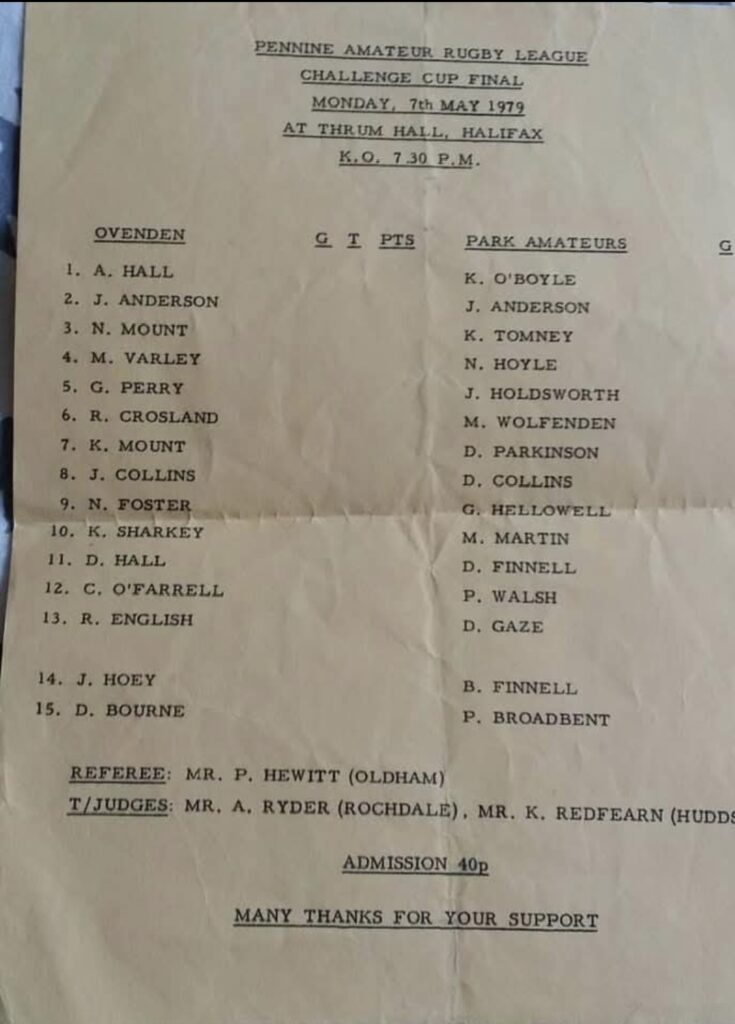 PENNINE AMATEUR RUGBY LEAGUE
CHALLENGE CUP FINAL
MONDAY, 7th MAY 1979
AT THRUM HALL, HALIFAX
K.O. 7.30 P.M.
OVENDEN G T PTS PARK AMATEURS G
1. A. HALL K. O'BOYLE
2. J. ANDERSON J. ANDERSON
3. N. MOUNT K. TOMNEY
4. M. VARLEY N. HOYLE
5. G. PERRY J. HOLDSWORTH
6. R. CROSLAND M. WOLFENDEN
7. K. MOUNT D. PARKINSON
8. J. COLLINS D. COLLINS
9. N. FOSTER G. HELLOWELL
10. K. SHARKEY M. MARTIN
11. D. HALL D. FINNELL
12. C. O'FARRELL P. WALSH
13. R. ENGLISH D. GAZE
14. J. HOEY B. FINNELL
15. D. BOURNE P. BROADBENT
REFEREE: MR. P. HEWITT (OLDHAM)
T/JUDGES: MR. A. RYDER (ROCHDALE), MR. K. REDFEARN (HUDDS
ADMISSION 40p
MANY THANKS FOR YOUR SUPPORT